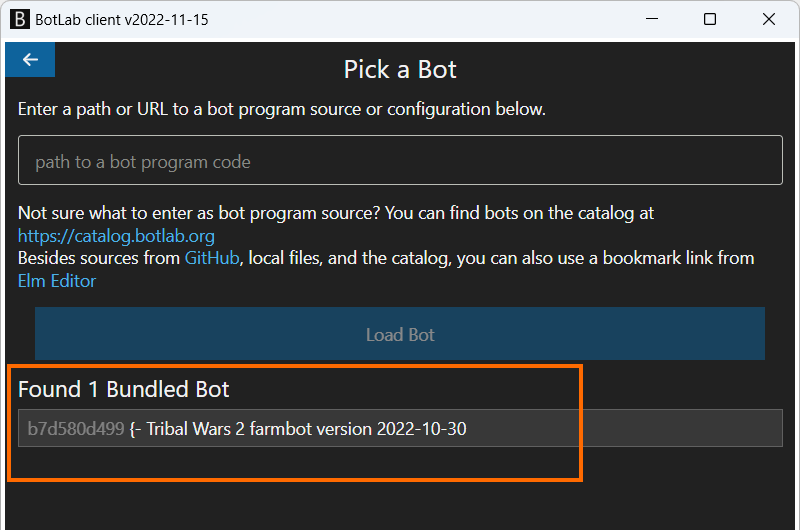 B BotLab client v2022-11-15
Pick a Bot
Enter a path or URL to a bot program source or configuration below.
path to a bot program code
Not sure what to enter as bot program source? You can find bots on the catalog at
https://catalog.botlab.org
Besides sources from GitHub, local files, and the catalog, you can also use a bookmark link from
Elm Editor
Load Bot
Found 1 Bundled Bot
b7d580d499 {- Tribal Wars 2 farmbot version 2022-10-30